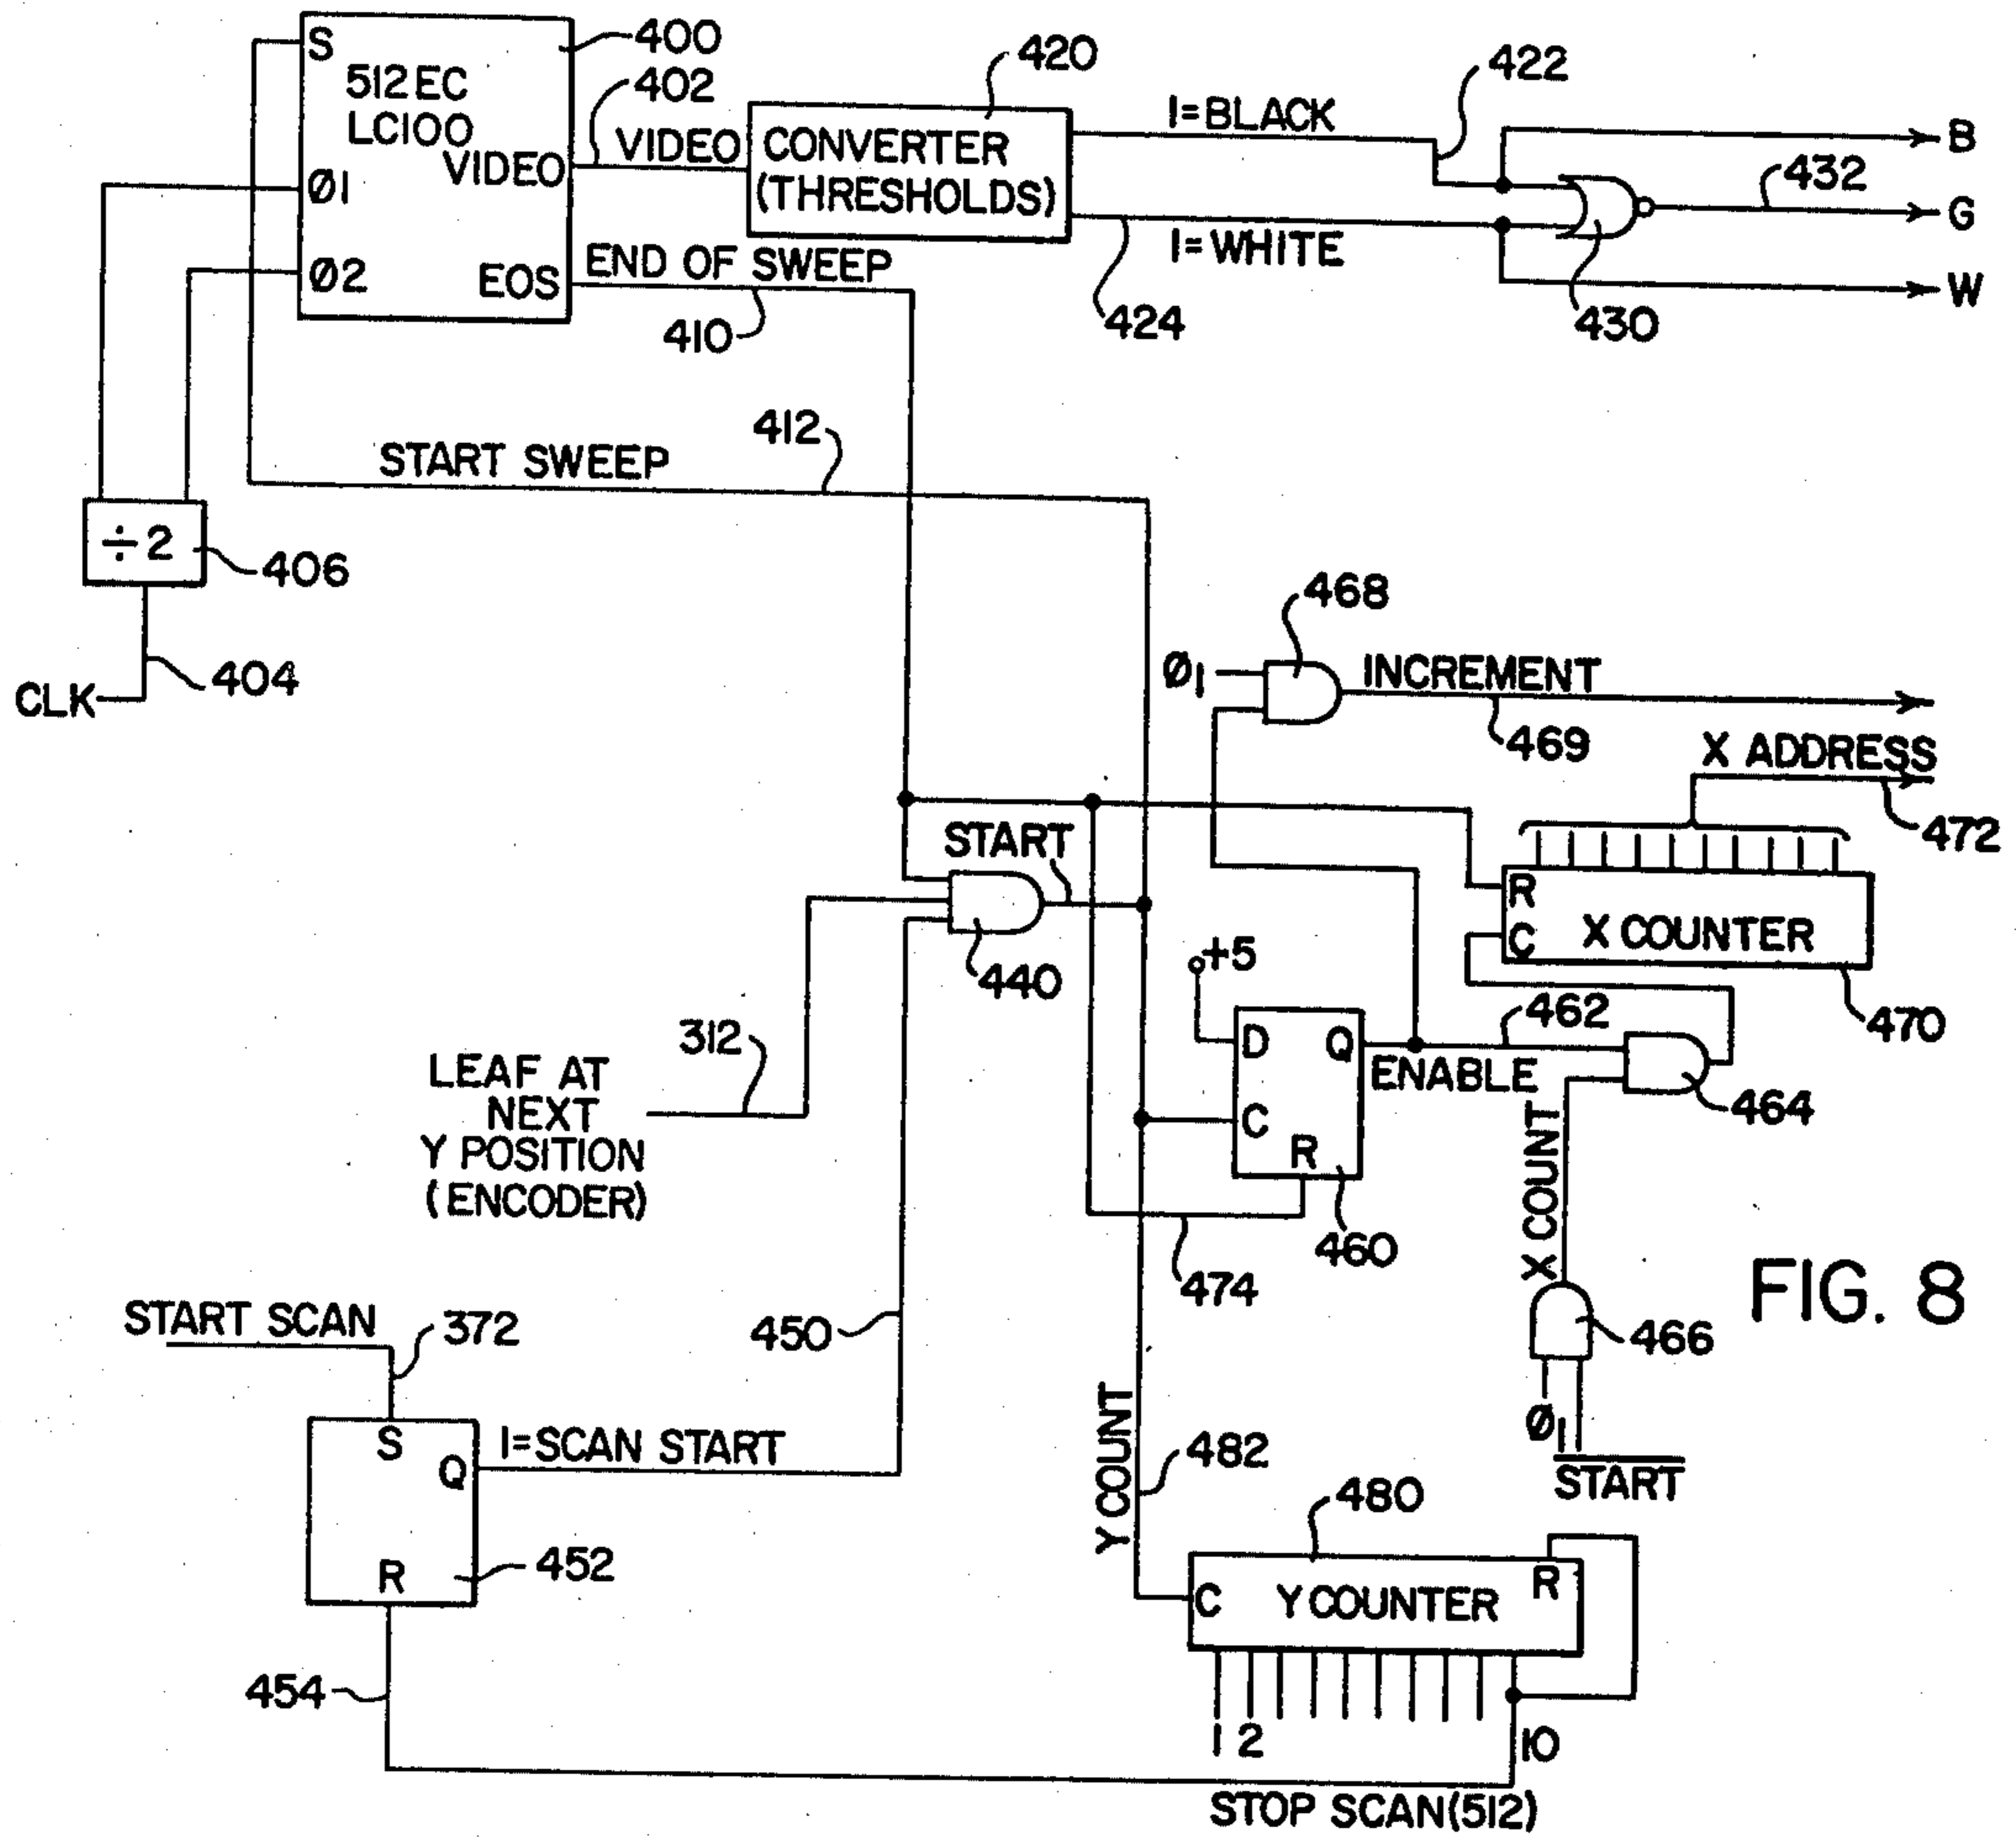 S
400
512EC
LC100
402
VIDEO
VIDEO
Ø1
Ø2
EOS
END OF SWEEP
410
420
CONVERTER
(THRESHOLDS)
1=BLACK
422
B
432
G
1=WHITE
424
430
W
412
START SWEEP
÷2
406
404
CLK
468
Ø1
INCREMENT
469
X ADDRESS
472
START
R
C
X COUNTER
440
470
+5
312
LEAF AT
NEXT
Y POSITION
(ENCODER)
D
Q
C
R
462
ENABLE
464
460
474
X COUNT
466
FIG. 8
Ø1
START
START SCAN
372
450
S
Q
1=SCAN START
R
452
454
Y COUNT
482
480
C
Y COUNTER
R
1 2
10
STOP SCAN(512)